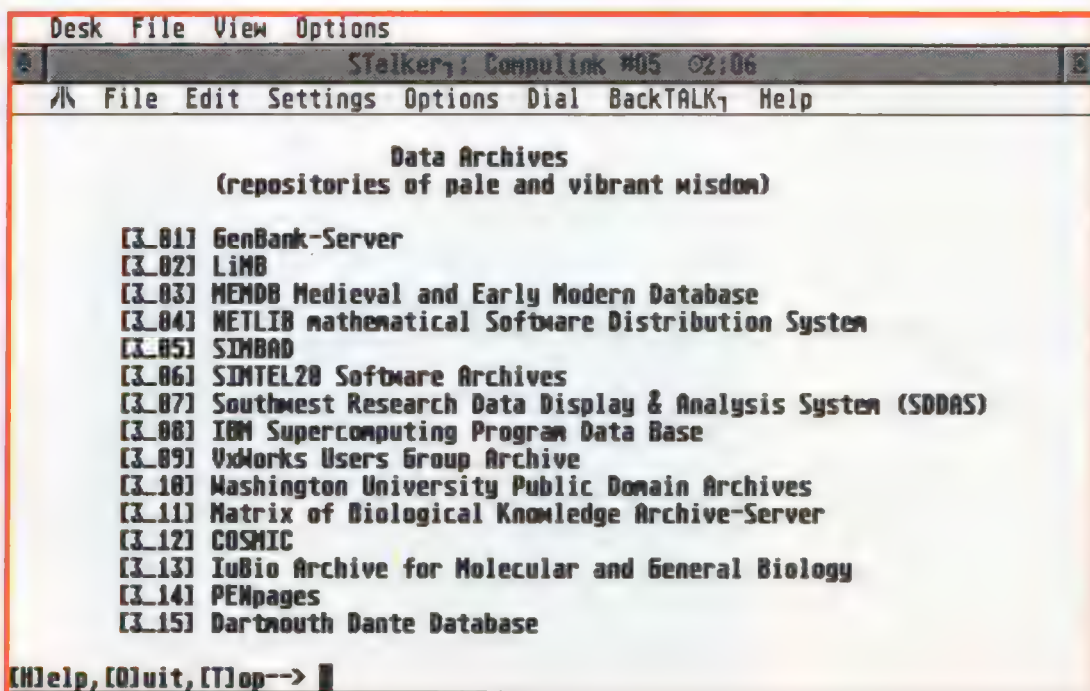 Desk File View Options
STalker┐: Compulink #05 02:06
File Edit Settings Options Dial BackTALK┐ Help
Data Archives
(repositories of pale and vibrant wisdom)
[3_01] GenBank-Server
[3_02] LiMB
[3_03] MEMDB Medieval and Early Modern Database
[3_04] NETLIB mathematical Software Distribution System
[3_05] SIMBAD
[3_06] SIMTEL20 Software Archives
[3_07] Southwest Research Data Display & Analysis System (SDDAS)
[3_08] IBM Supercomputing Program Data Base
[3_09] VxWorks Users Group Archive
[3_10] Washington University Public Domain Archives
[3_11] Matrix of Biological Knowledge Archive-Server
[3_12] COSMIC
[3_13] IuBio Archive for Molecular and General Biology
[3_14] PENpages
[3_15] Dartmouth Dante Database
[H]elp,[Q]uit,[T]op-->